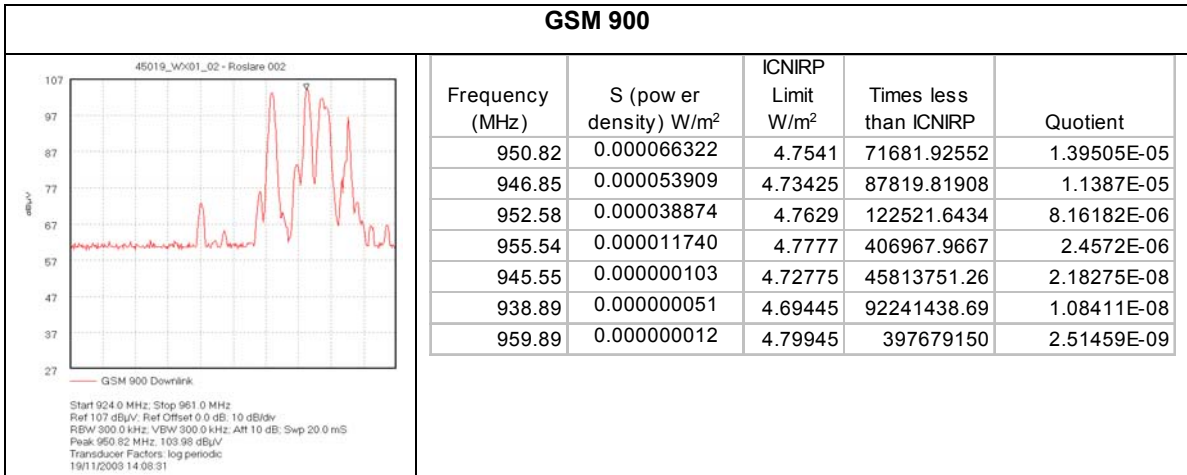 GSM 900
45019_WX01_02 - Roslare 002
107
97
87
77
67
57
47
37
27
dBµV
GSM 900 Downlink
Start 924.0 MHz; Stop 961.0 MHz
Ref 107 dBµV; Ref Offset 0.0 dB; 10 dB/div
RBW 300.0 kHz; VBW 300.0 kHz; Att 10 dB; Swp 20.0 mS
Peak 950.82 MHz, 103.98 dBµV
Transducer Factors: log periodic
19/11/2003 14:08:31
Frequency (MHz) S (pow er density) W/m² ICNIRP Limit W/m² Times less than ICNIRP Quotient
950.82 0.000066322 4.7541 71681.92552 1.39505E-05
946.85 0.000053909 4.73425 87819.81908 1.1387E-05
952.58 0.000038874 4.7629 122521.6434 8.16182E-06
955.54 0.000011740 4.7777 406967.9667 2.4572E-06
945.55 0.000000103 4.72775 45813751.26 2.18275E-08
938.89 0.000000051 4.69445 92241438.69 1.08411E-08
959.89 0.000000012 4.79945 397679150 2.51459E-09